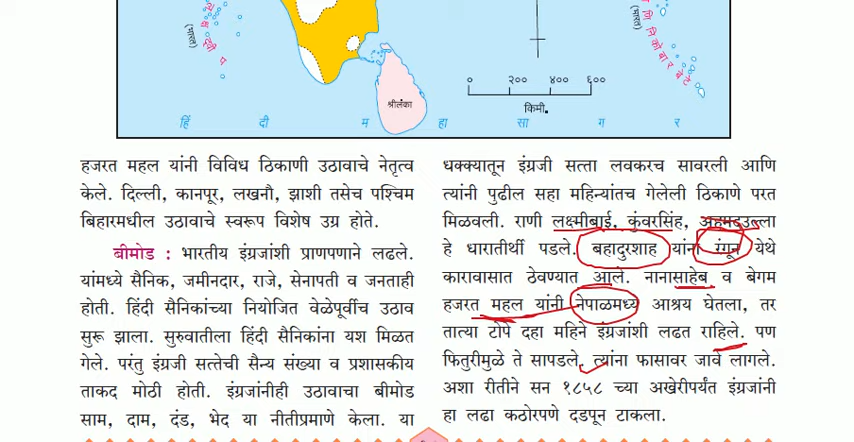 (भारत)
श्रीलंका
० २०० ४०० ६००
किमी.
(भारत)
निकोबार बेटे
हिं दी म हा सा ग र
हजरत महल यांनी विविध ठिकाणी उठावाचे नेतृत्व
केले. दिल्ली, कानपूर, लखनौ, झाशी तसेच पश्चिम
बिहारमधील उठावाचे स्वरूप विशेष उग्र होते.
बीमोड : भारतीय इंग्रजांशी प्राणपणाने लढले.
यांमध्ये सैनिक, जमीनदार, राजे, सेनापती व जनताही
होती. हिंदी सैनिकांच्या नियोजित वेळेपूर्वीच उठाव
सुरू झाला. सुरुवातीला हिंदी सैनिकांना यश मिळत
गेले. परंतु इंग्रजी सत्तेची सैन्य संख्या व प्रशासकीय
ताकद मोठी होती. इंग्रजांनीही उठावाचा बीमोड
साम, दाम, दंड, भेद या नीतीप्रमाणे केला. या
धक्क्यातून इंग्रजी सत्ता लवकरच सावरली आणि
त्यांनी पुढील सहा महिन्यांतच गेलेली ठिकाणे परत
मिळवली. राणी लक्ष्मीबाई, कुंवरसिंह, अहमदउल्ला
हे धारातीर्थी पडले. बहादुरशाह यांना रंगून येथे
कारावासात ठेवण्यात आले. नानासाहेब व बेगम
हजरत महल यांनी नेपाळमध्ये आश्रय घेतला, तर
तात्या टोपे दहा महिने इंग्रजांशी लढत राहिले. पण
फितुरीमुळे ते सापडले. त्यांना फासावर जावे लागले.
अशा रीतीने सन १८५८ च्या अखेरीपर्यंत इंग्रजांनी
हा लढा कठोरपणे दडपून टाकला.